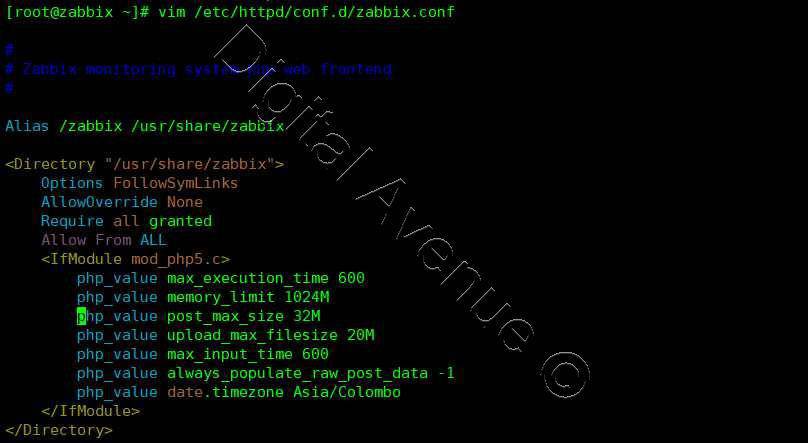 [root@zabbix ~]# vim /etc/httpd/conf.d/zabbix.conf
#
# Zabbix monitoring system php web frontend
#
Alias /zabbix /usr/share/zabbix
<Directory "/usr/share/zabbix">
    Options FollowSymLinks
    AllowOverride None
    Require all granted
    Allow From ALL
    <IfModule mod_php5.c>
        php_value max_execution_time 600
        php_value memory_limit 1024M
        php_value post_max_size 32M
        php_value upload_max_filesize 20M
        php_value max_input_time 600
        php_value always_populate_raw_post_data -1
        php_value date.timezone Asia/Colombo
    </IfModule>
</Directory>
Digital Avenue ©